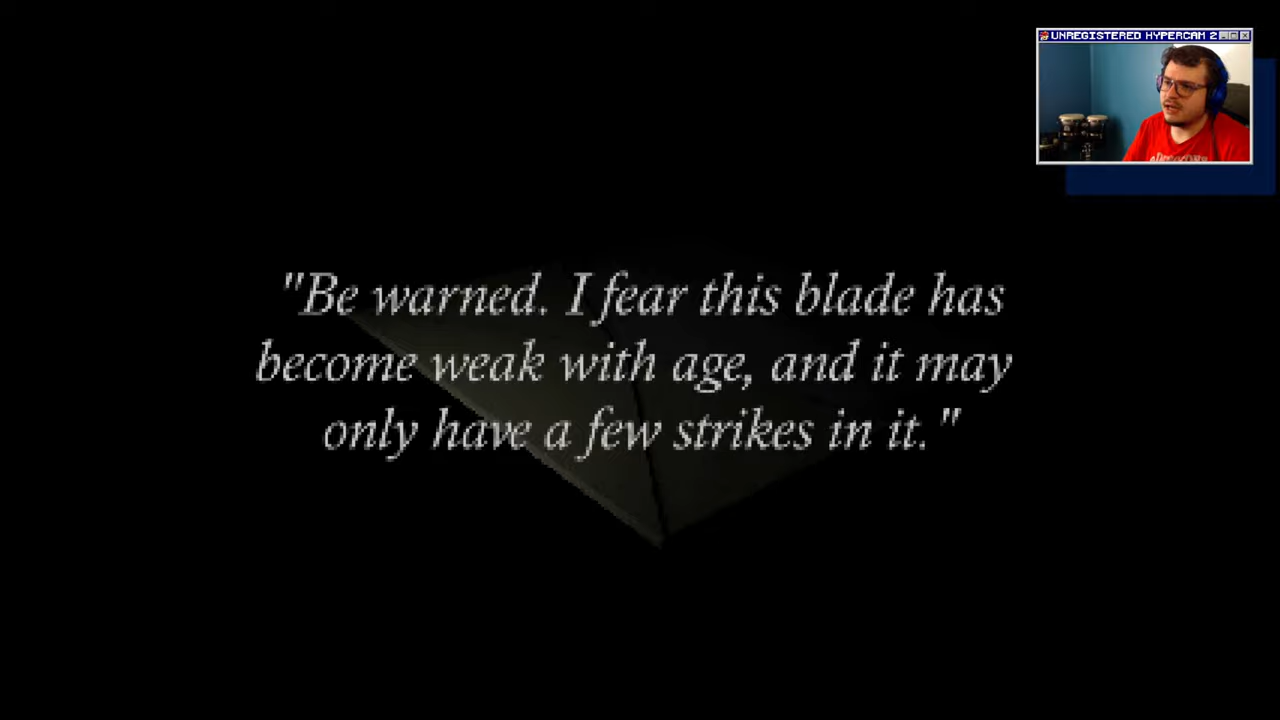 UNREGISTERED HYPERCAM 2
"Be warned. I fear this blade has
become weak with age, and it may
only have a few strikes in it."